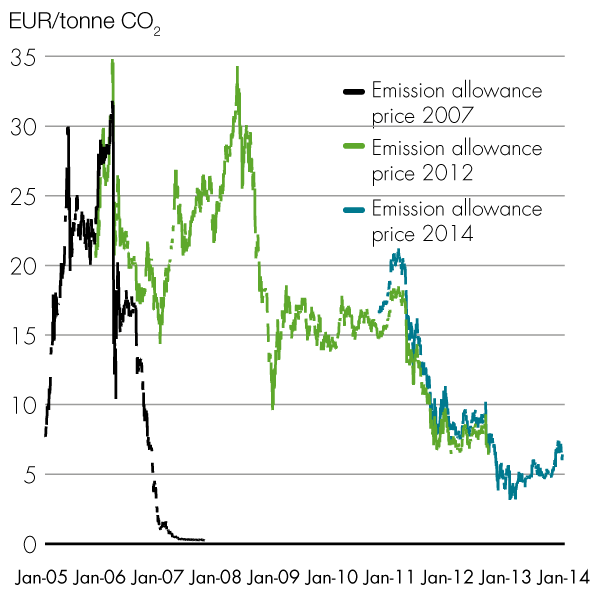 EUR/tonne CO₂
35
30
25
20
15
10
5
0
Emission allowance
price 2007
Emission allowance
price 2012
Emission allowance
price 2014
Jan-05 Jan-06 Jan-07 Jan-08 Jan-09 Jan-10 Jan-11 Jan-12 Jan-13 Jan-14